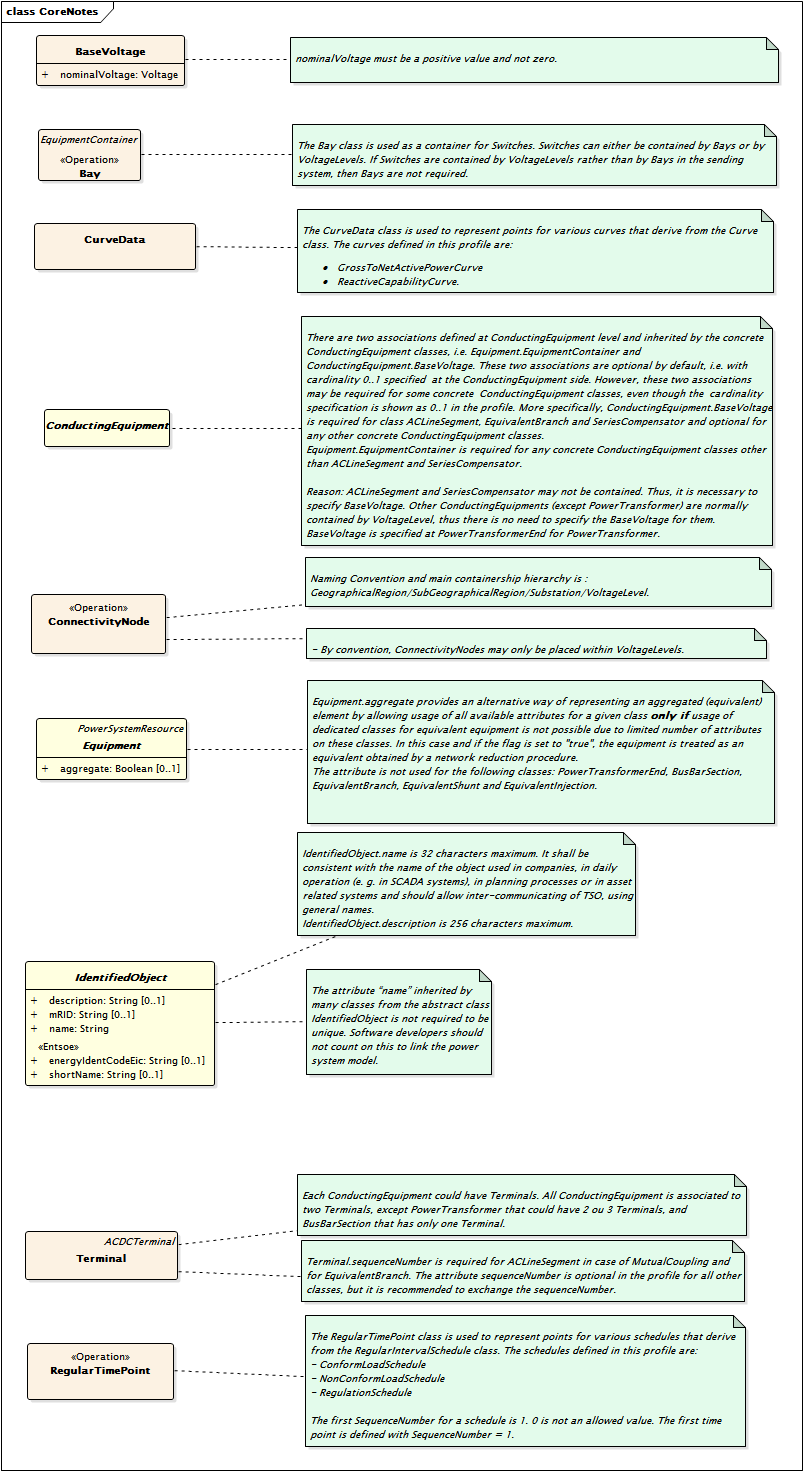 class CoreNotes
BaseVoltage
+ nominalVoltage: Voltage
nominalVoltage must be a positive value and not zero.
EquipmentContainer
«Operation»
Bay
The Bay class is used as a container for Switches. Switches can either be contained by Bays or by
VoltageLevels. If Switches are contained by VoltageLevels rather than by Bays in the sending
system, then Bays are not required.
CurveData
The CurveData class is used to represent points for various curves that derive from the Curve
class. The curves defined in this profile are:
• GrossToNetActivePowerCurve
• ReactiveCapabilityCurve.
ConductingEquipment
There are two associations defined at ConductingEquipment level and inherited by the concrete
ConductingEquipment classes, i.e. Equipment.EquipmentContainer and
ConductingEquipment.BaseVoltage. These two associations are optional by default, i.e. with
cardinality 0..1 specified  at the ConductingEquipment side. However, these two associations
may be required for some concrete  ConductingEquipment classes, even though the  cardinality
specification is shown as 0..1 in the profile. More specifically, ConductingEquipment.BaseVoltage
is required for class ACLineSegment, EquivalentBranch and SeriesCompensator and optional for
any other concrete ConductingEquipment classes.
Equipment.EquipmentContainer is required for any concrete ConductingEquipment classes other
than ACLineSegment and SeriesCompensator.
Reason: ACLineSegment and SeriesCompensator may not be contained. Thus, it is necessary to
specify BaseVoltage. Other ConductingEquipments (except PowerTransformer) are normally
contained by VoltageLevel, thus there is no need to specify the BaseVoltage for them.
BaseVoltage is specified at PowerTransformerEnd for PowerTransformer.
«Operation»
ConnectivityNode
Naming Convention and main containership hierarchy is :
GeographicalRegion/SubGeographicalRegion/Substation/VoltageLevel.
- By convention, ConnectivityNodes may only be placed within VoltageLevels.
PowerSystemResource
Equipment
+ aggregate: Boolean [0..1]
Equipment.aggregate provides an alternative way of representing an aggregated (equivalent)
element by allowing usage of all available attributes for a given class only if usage of
dedicated classes for equivalent equipment is not possible due to limited number of attributes
on these classes. In this case and if the flag is set to "true", the equipment is treated as an
equivalent obtained by a network reduction procedure.
The attribute is not used for the following classes: PowerTransformerEnd, BusBarSection,
EquivalentBranch, EquivalentShunt and EquivalentInjection.
IdentifiedObject.name is 32 characters maximum. It shall be
consistent with the name of the object used in companies, in daily
operation (e. g. in SCADA systems), in planning processes or in asset
related systems and should allow inter-communicating of TSO, using
general names.
IdentifiedObject.description is 256 characters maximum.
IdentifiedObject
+ description: String [0..1]
+ mRID: String [0..1]
+ name: String
«Entsoe»
+ energyIdentCodeEic: String [0..1]
+ shortName: String [0..1]
The attribute “name” inherited by
many classes from the abstract class
IdentifiedObject is not required to be
unique. Software developers should
not count on this to link the power
system model.
Each ConductingEquipment could have Terminals. All ConductingEquipment is associated to
two Terminals, except PowerTransformer that could have 2 ou 3 Terminals, and
BusBarSection that has only one Terminal.
ACDCTerminal
Terminal
Terminal.sequenceNumber is required for ACLineSegment in case of MutualCoupling and
for EquivalentBranch. The attribute sequenceNumber is optional in the profile for all other
classes, but it is recommended to exchange the sequenceNumber.
«Operation»
RegularTimePoint
The RegularTimePoint class is used to represent points for various schedules that derive
from the RegularIntervalSchedule class. The schedules defined in this profile are:
- ConformLoadSchedule
- NonConformLoadSchedule
- RegulationSchedule
The first SequenceNumber for a schedule is 1. 0 is not an allowed value. The first time
point is defined with SequenceNumber = 1.